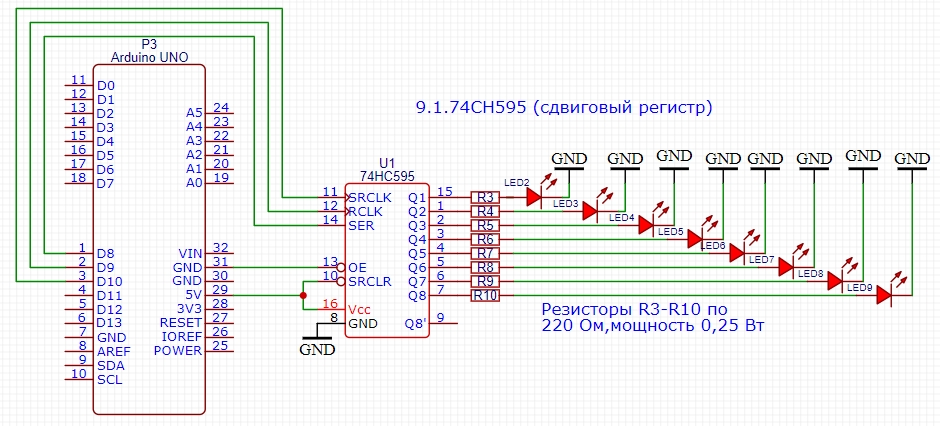 P3
Arduino UNO
11 D0
12 D1
13 D2
14 D3
15 D4
16 D5
17 D6
18 D7
A5 24
A4 23
A3 22
A2 21
A1 20
A0 19
1 D8
2 D9
3 D10
4 D11
5 D12
6 D13
7 GND
8 AREF
9 SDA
10 SCL
VIN 32
GND 31
GND 30
5V 29
3V3 28
RESET 27
IOREF 26
POWER 25
9.1.74CH595 (сдвиговый регистр)
U1
74HC595
11 SRCLK
12 RCLK
14 SER
13 OE
10 SRCLR
16 Vcc
8 GND
GND
Q1 15
Q2 1
Q3 2
Q4 3
Q5 4
Q6 5
Q7 6
Q8 7
Q8' 9
R3
R4
R5
R6
R7
R8
R9
R10
GND GND GND GND GND GND GND GND
LED2
LED3
LED4
LED5
LED6
LED7
LED8
LED9
Резисторы R3-R10 по
220 Ом,мощность 0,25 Вт